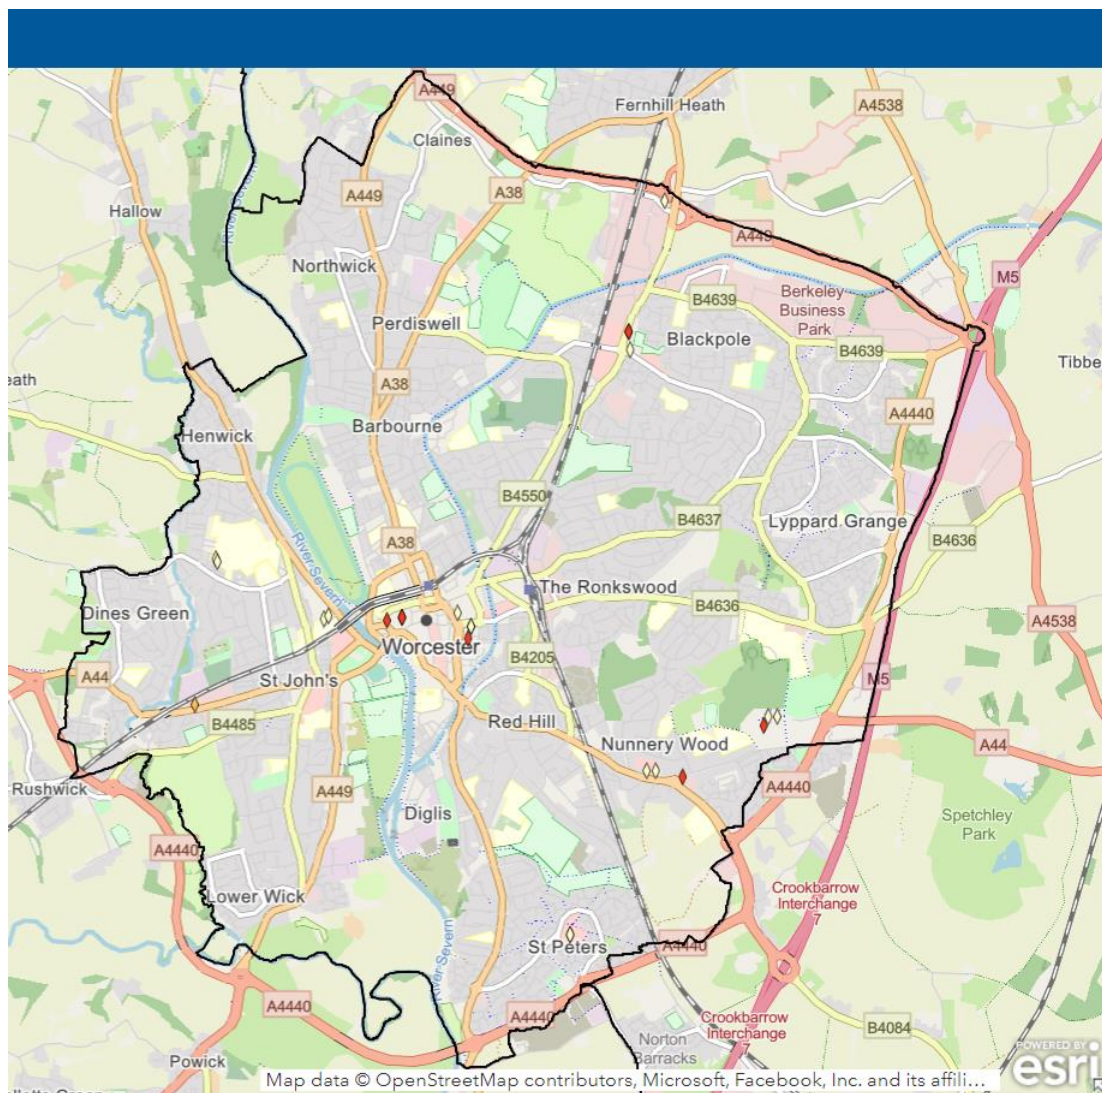 A449
Fernhill Heath
A4538
Claines
A449
A38
Hallow
River Severn
A449
Northwick
M5
Berkeley
Business
Park
B4639
Perdiswell
Blackpole
B4639
Tibbe
eath
A38
A4440
Henwick
Barbourne
B4550
B4637
Lyppard Grange
A38
B4636
River Severn
The Ronkswood
Dines Green
B4636
A4538
Worcester
B4205
A44
St John's
M5
B4485
Red Hill
Nunnery Wood
A44
Rushwick
A449
A4440
Diglis
Spetchley
Park
A4440
Crookbarrow
Interchange
7
Lower Wick
St Peters
A4440
River Severn
A4440
A4440
Crookbarrow
Interchange
7
B4084
Norton
Barracks
Powick
POWERED BY
esri
Map data © OpenStreetMap contributors, Microsoft, Facebook, Inc. and its affili...